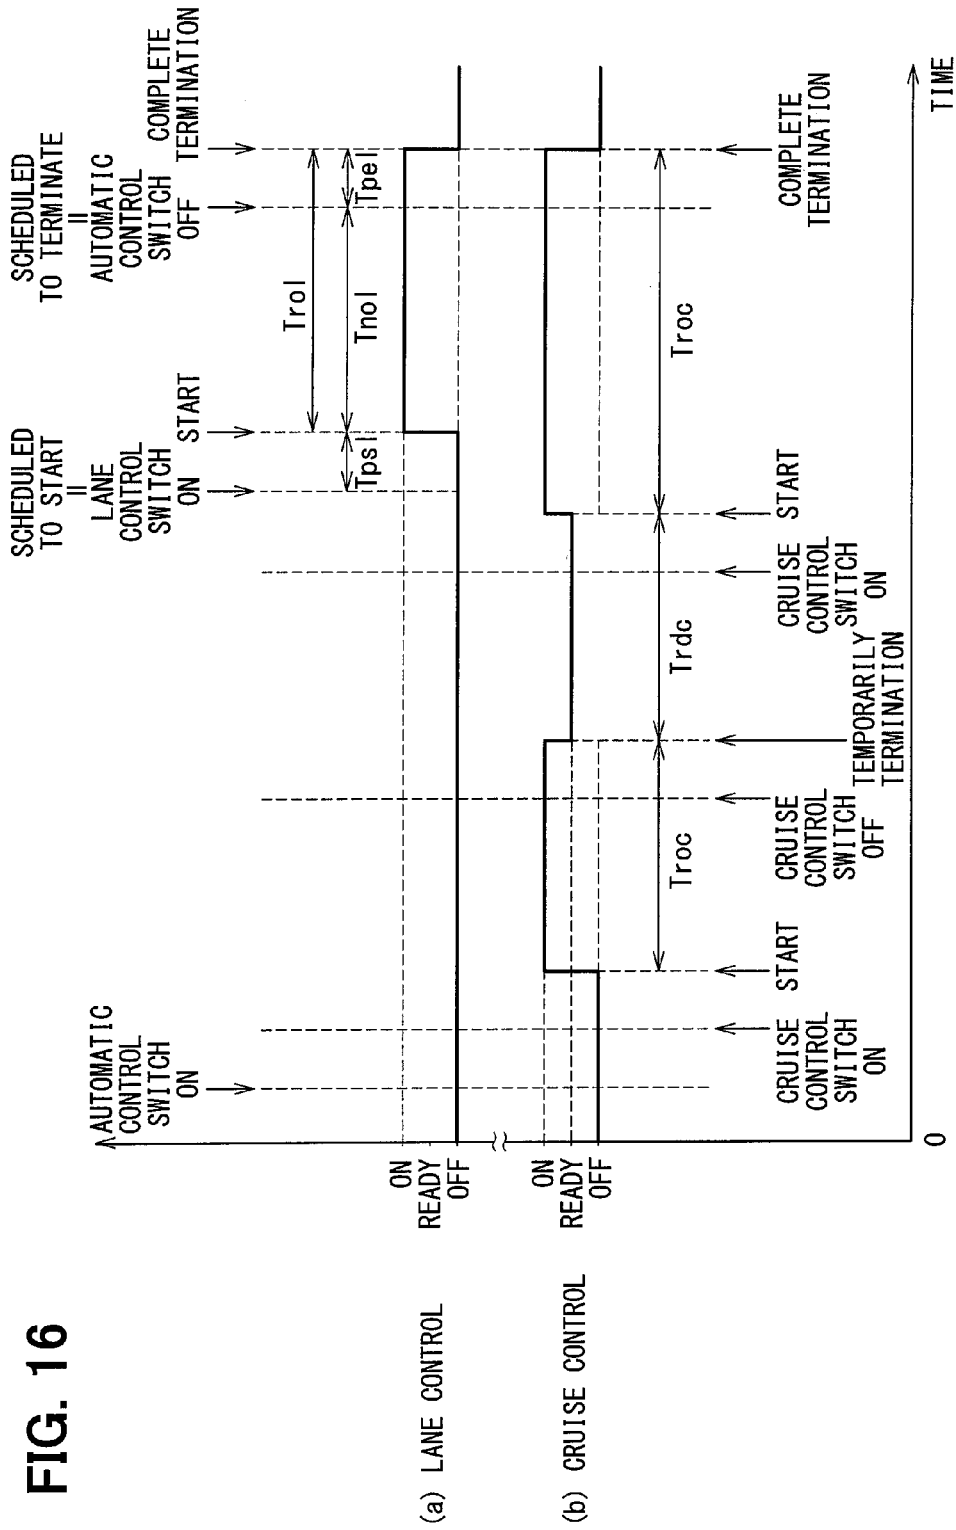 FIG. 16
AUTOMATIC
CONTROL
SWITCH
ON
SCHEDULED
TO START
=
LANE
CONTROL
SWITCH
ON
START
SCHEDULED
TO TERMINATE
=
AUTOMATIC
CONTROL
SWITCH
OFF
COMPLETE
TERMINATION
Trol
Tpsl
Tnol
Tpel
(a) LANE CONTROL
ON
READY
OFF
(b) CRUISE CONTROL
ON
READY
OFF
Troc
Trdc
Troc
CRUISE
CONTROL
SWITCH
ON
START
CRUISE
CONTROL
SWITCH
OFF
TEMPORARILY
TERMINATION
CRUISE
CONTROL
SWITCH
ON
START
COMPLETE
TERMINATION
0
TIME